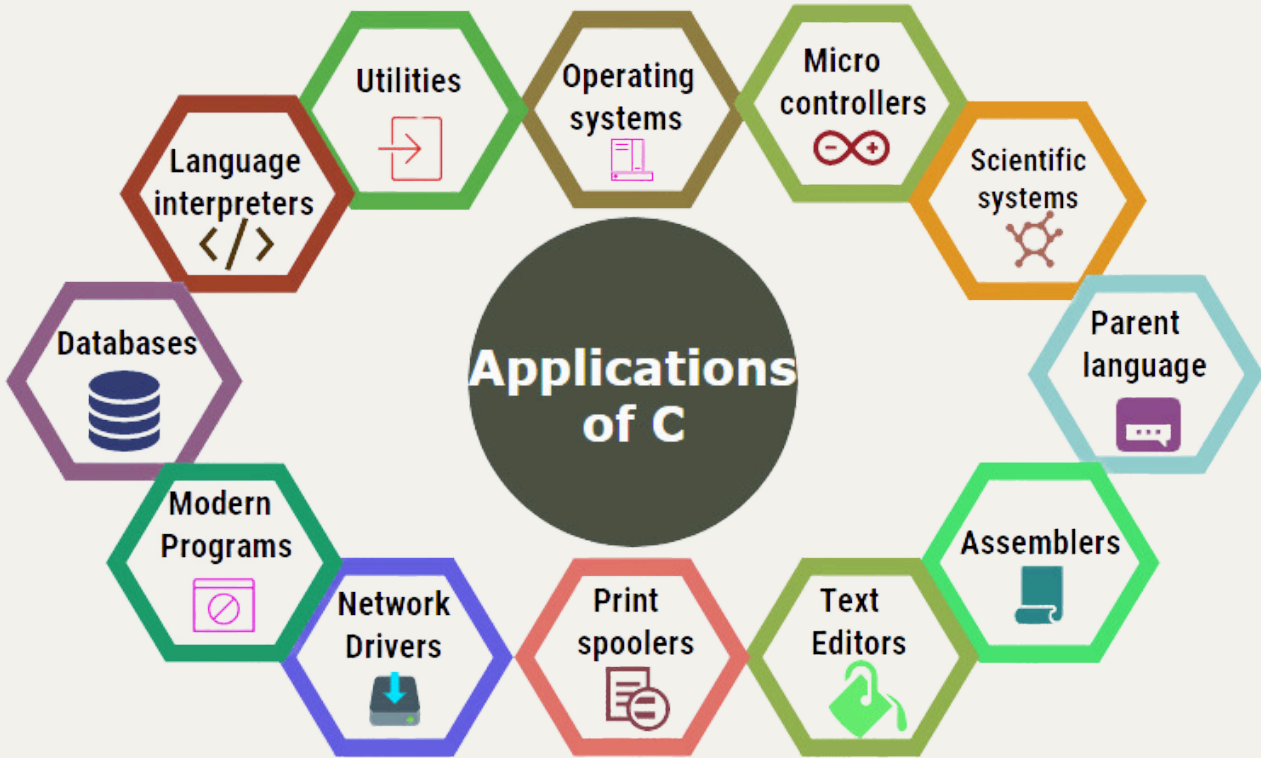 Applications
of C
Utilities
Operating
systems
Micro
controllers
Scientific
systems
Parent
language
Assemblers
Text
Editors
Print
spoolers
Network
Drivers
Modern
Programs
Databases
Language
interpreters